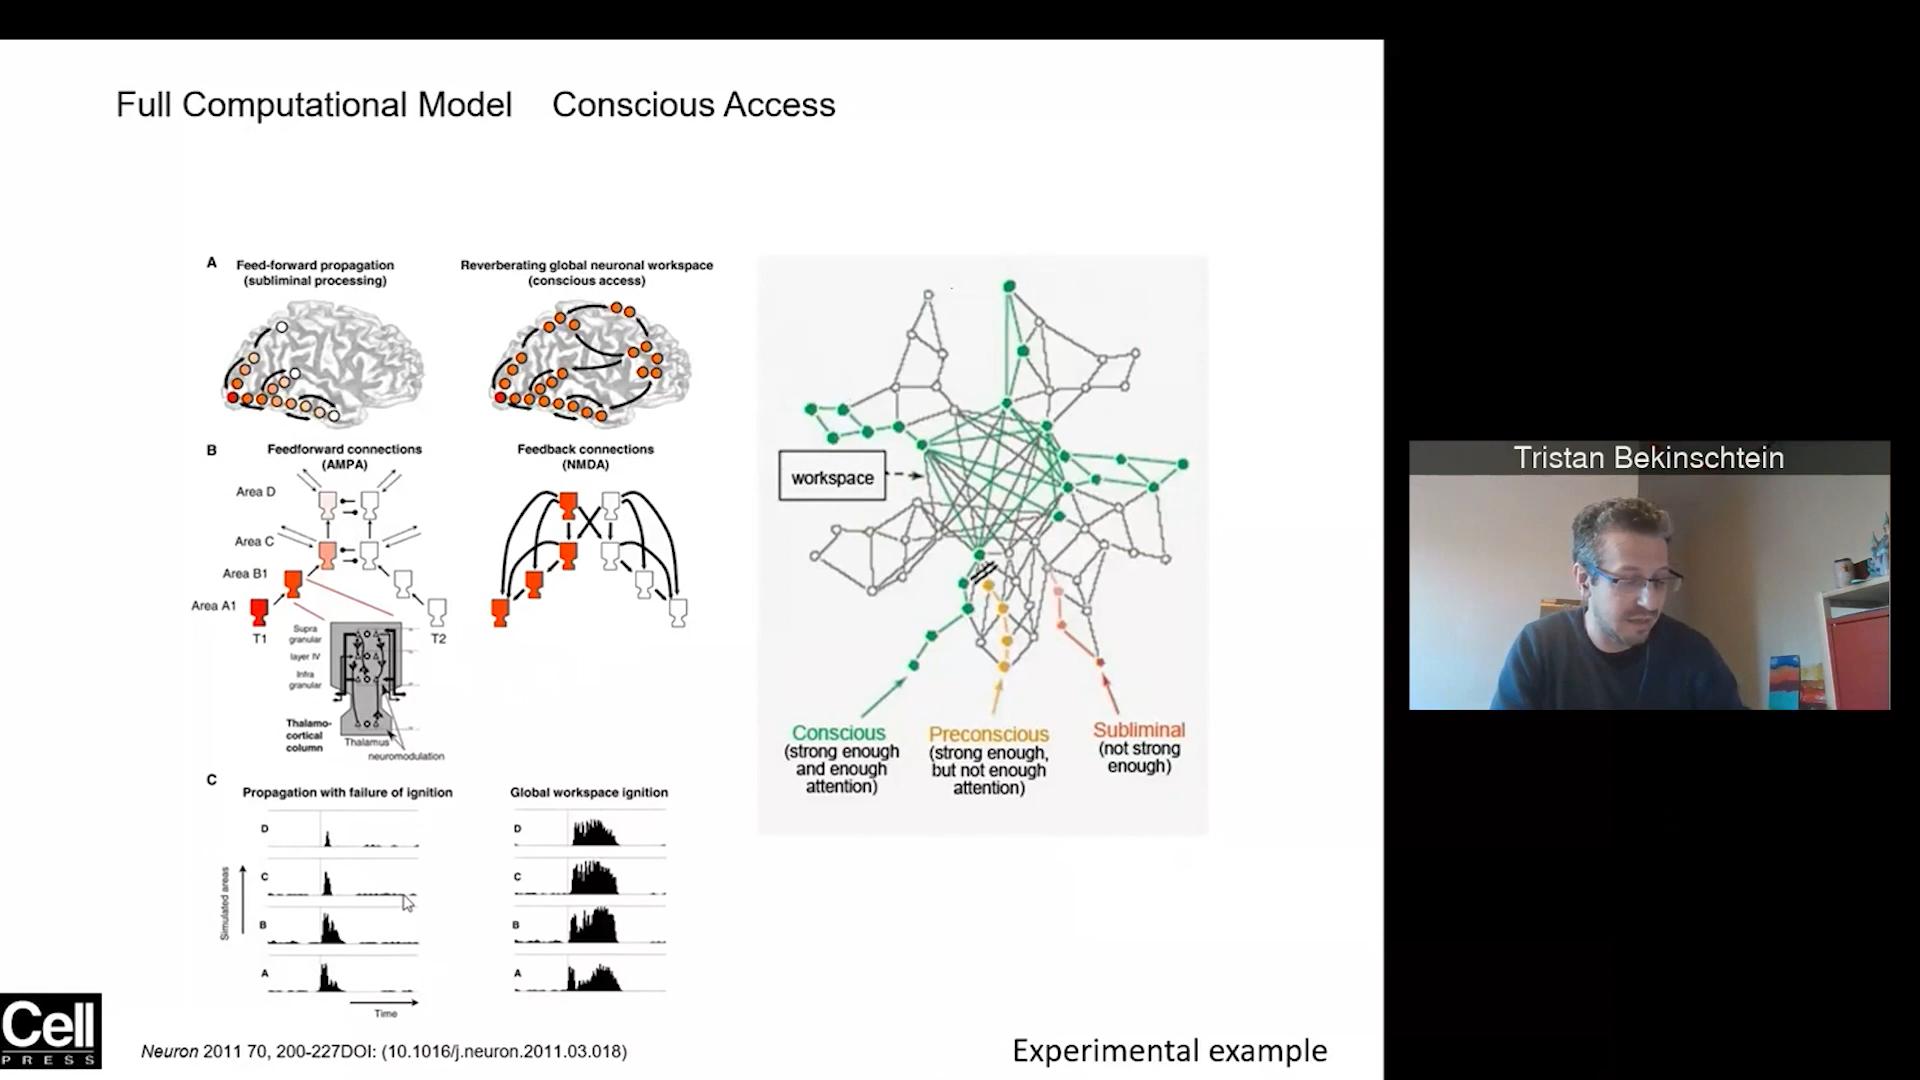 Full Computational Model Conscious Access
A
Feed-forward propagation
(subliminal processing)
Reverberating global neuronal workspace
(conscious access)
B
Feedforward connections
(AMPA)
Feedback connections
(NMDA)
Area D
Area C
Area B1
Area A1
T1
T2
Supra
granular
layer IV
Infra
granular
Thalamo-
cortical
column
Thalamus
neuromodulation
C
Propagation with failure of ignition
Global workspace ignition
D
C
B
A
Simulated areas
Time
D
C
B
A
workspace
Conscious
(strong enough
and enough
attention)
Preconscious
(strong enough,
but not enough
attention)
Subliminal
(not strong
enough)
Cell
PRESS
Neuron 2011 70, 200-227DOI: (10.1016/j.neuron.2011.03.018)
Experimental example
Tristan Bekinschtein